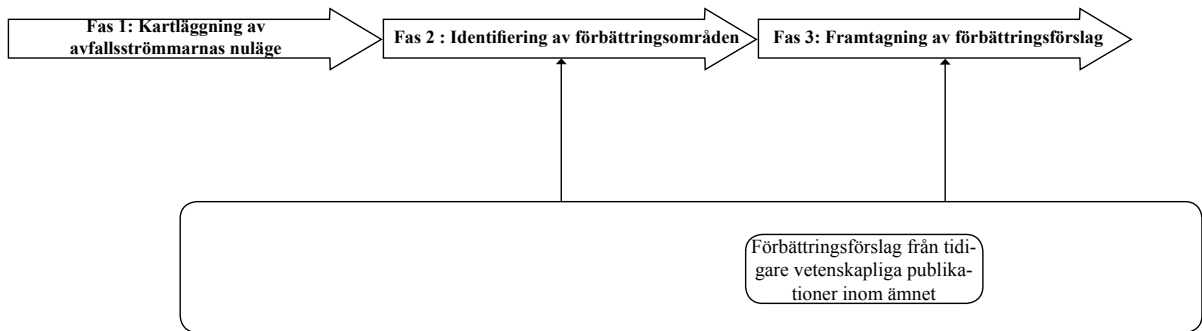 Fas 1: Kartläggning av
avfallsströmmarnas nuläge
Fas 2 : Identifiering av förbättringsområden
Fas 3: Framtagning av förbättringsförslag
Förbättringsförslag från tidi-
gare vetenskapliga publika-
tioner inom ämnet